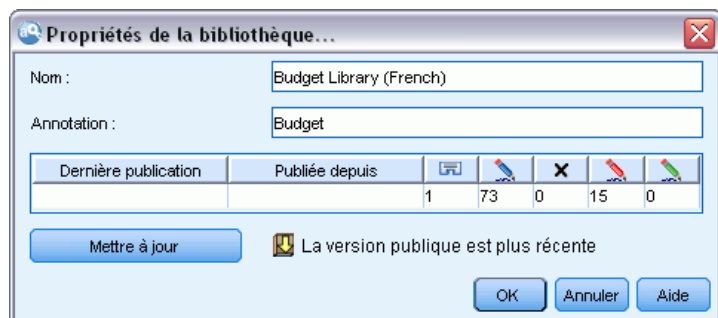 Propriétés de la bibliothèque...
Nom :
Budget Library (French)
Annotation :
Budget
Dernière publication Publiée depuis
1 73 0 15 0
Mettre à jour La version publique est plus récente
OK Annuler Aide